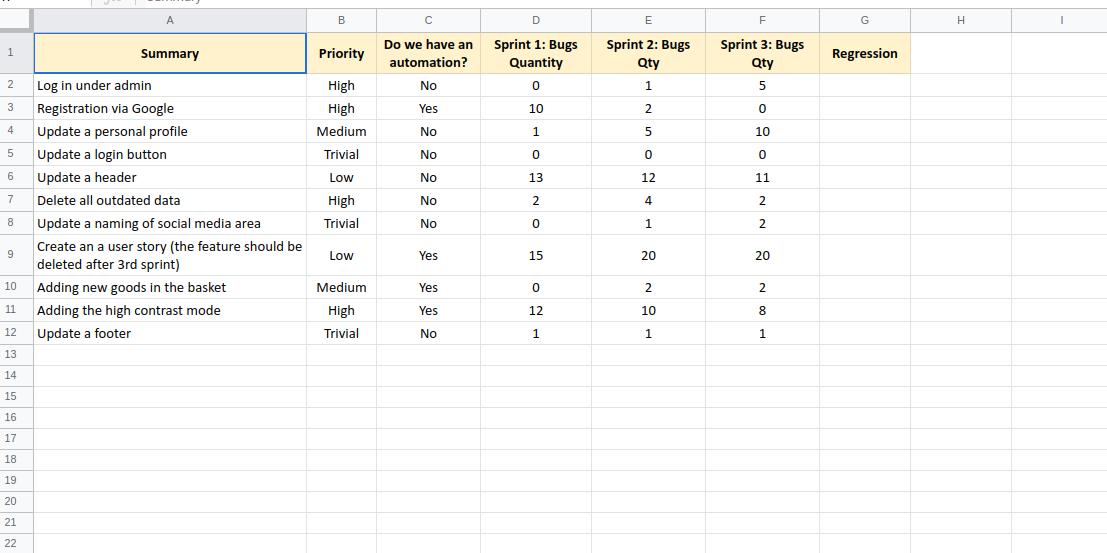 A B C D E F G H I
1 Summary Priority Do we have an automation? Sprint 1: Bugs Quantity Sprint 2: Bugs Qty Sprint 3: Bugs Qty Regression
2 Log in under admin High No 0 1 5
3 Registration via Google High Yes 10 2 0
4 Update a personal profile Medium No 1 5 10
5 Update a login button Trivial No 0 0 0
6 Update a header Low No 13 12 11
7 Delete all outdated data High No 2 4 2
8 Update a naming of social media area Trivial No 0 1 2
9 Create an a user story (the feature should be deleted after 3rd sprint) Low Yes 15 20 20
10 Adding new goods in the basket Medium Yes 0 2 2
11 Adding the high contrast mode High Yes 12 10 8
12 Update a footer Trivial No 1 1 1
13
14
15
16
17
18
19
20
21
22